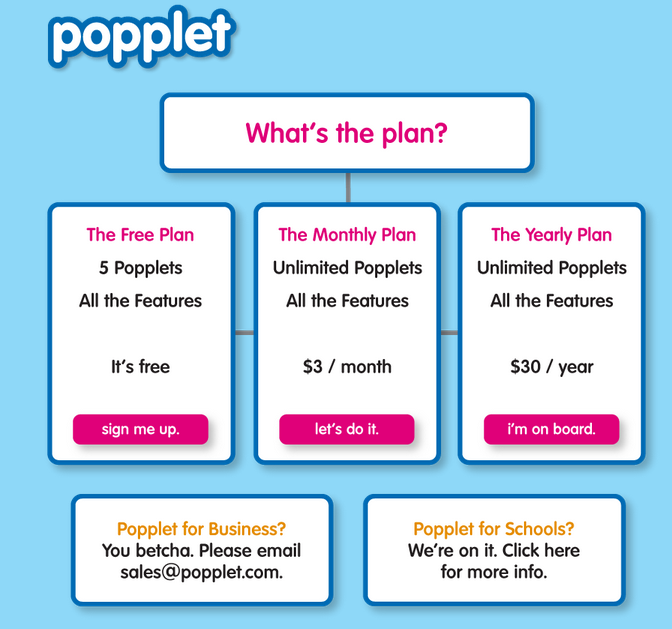 popplet
What's the plan?
The Free Plan
5 Popplets
All the Features
It's free
sign me up.
The Monthly Plan
Unlimited Popplets
All the Features
$3 / month
let's do it.
The Yearly Plan
Unlimited Popplets
All the Features
$30 / year
i'm on board.
Popplet for Business?
You betcha. Please email
sales@popplet.com.
Popplet for Schools?
We're on it. Click here
for more info.